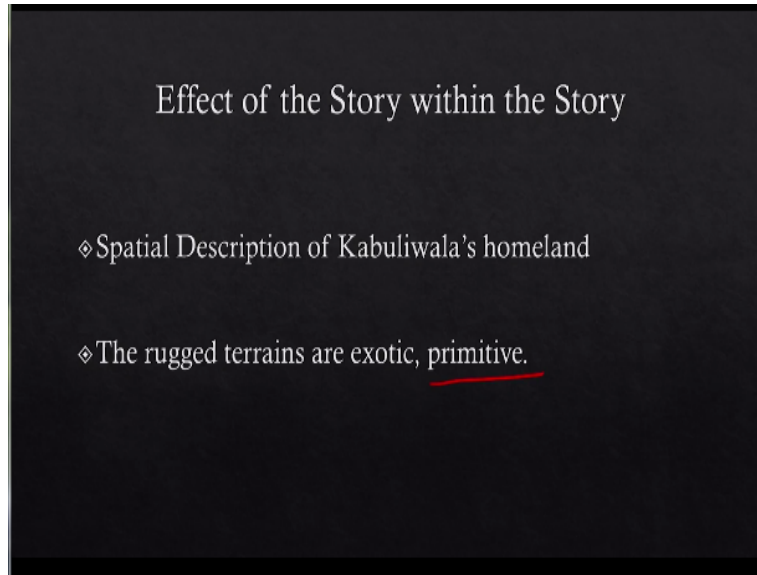 Effect of the Story within the Story
Spatial Description of Kabuliwala's homeland
The rugged terrains are exotic, primitive.